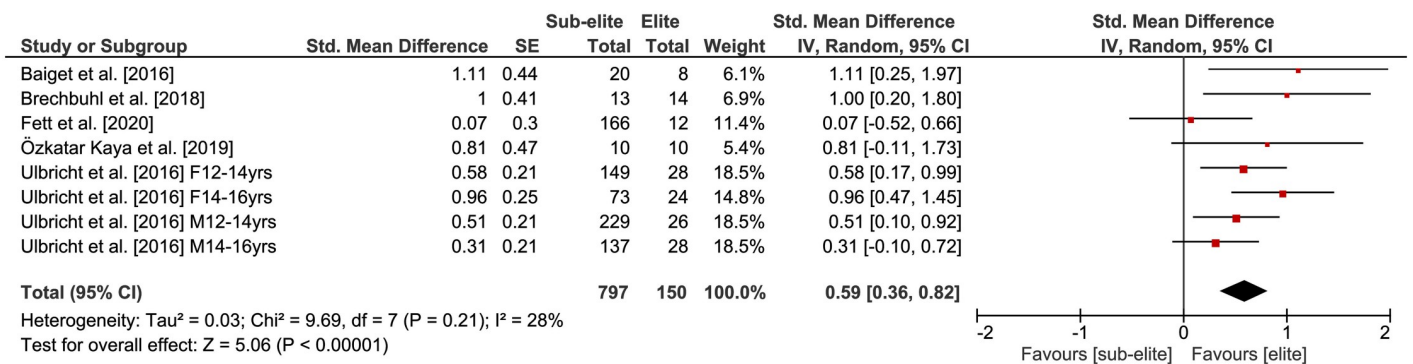 Sub-elite Elite Std. Mean Difference Std. Mean Difference
Study or Subgroup Std. Mean Difference SE Total Total Weight IV, Random, 95% CI IV, Random, 95% CI
Baiget et al. [2016] 1.11 0.44 20 8 6.1% 1.11 [0.25, 1.97]
Brechbuhl et al. [2018] 1 0.41 13 14 6.9% 1.00 [0.20, 1.80]
Fett et al. [2020] 0.07 0.3 166 12 11.4% 0.07 [-0.52, 0.66]
Özkatar Kaya et al. [2019] 0.81 0.47 10 10 5.4% 0.81 [-0.11, 1.73]
Ulbricht et al. [2016] F12-14yrs 0.58 0.21 149 28 18.5% 0.58 [0.17, 0.99]
Ulbricht et al. [2016] F14-16yrs 0.96 0.25 73 24 14.8% 0.96 [0.47, 1.45]
Ulbricht et al. [2016] M12-14yrs 0.51 0.21 229 26 18.5% 0.51 [0.10, 0.92]
Ulbricht et al. [2016] M14-16yrs 0.31 0.21 137 28 18.5% 0.31 [-0.10, 0.72]
Total (95% CI) 797 150 100.0% 0.59 [0.36, 0.82]
Heterogeneity: Tau² = 0.03; Chi² = 9.69, df = 7 (P = 0.21); I² = 28%
Test for overall effect: Z = 5.06 (P < 0.00001)
-2 -1 0 1 2
Favours [sub-elite] Favours [elite]